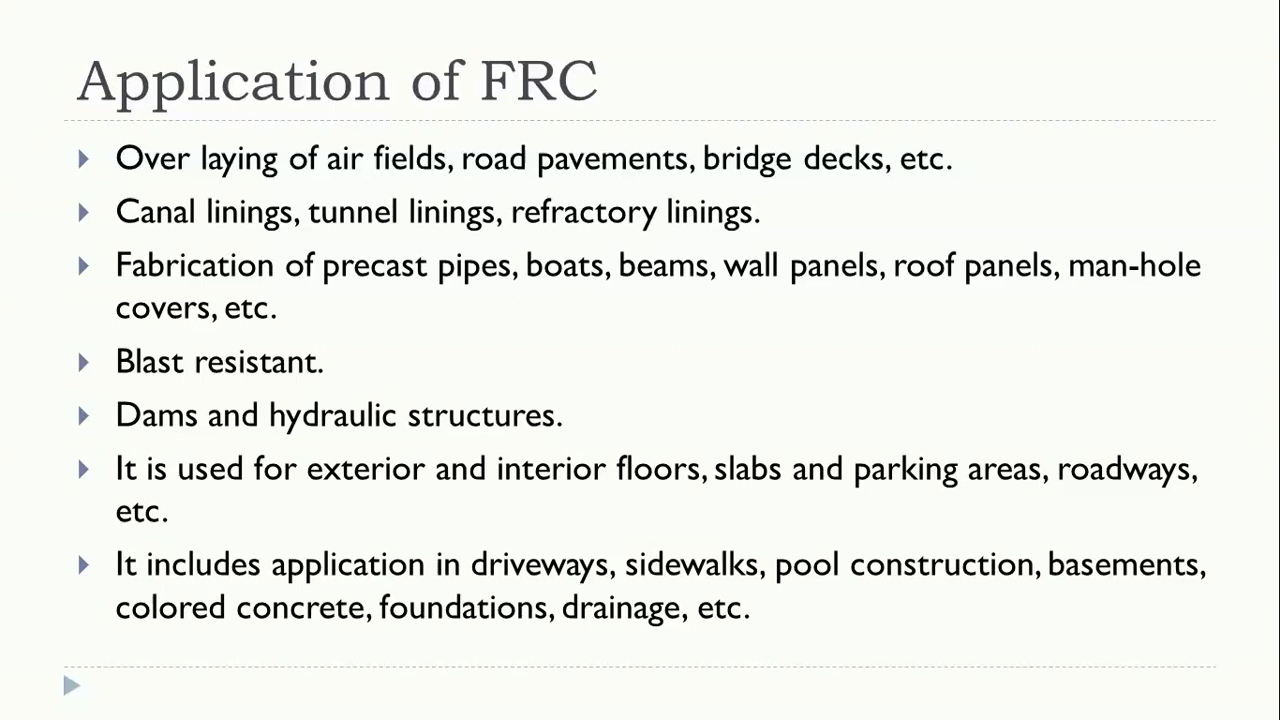 Application of FRC
Over laying of air fields, road pavements, bridge decks, etc.
Canal linings, tunnel linings, refractory linings.
Fabrication of precast pipes, boats, beams, wall panels, roof panels, man-hole
covers, etc.
Blast resistant.
Dams and hydraulic structures.
It is used for exterior and interior floors, slabs and parking areas, roadways,
etc.
It includes application in driveways, sidewalks, pool construction, basements,
colored concrete, foundations, drainage, etc.